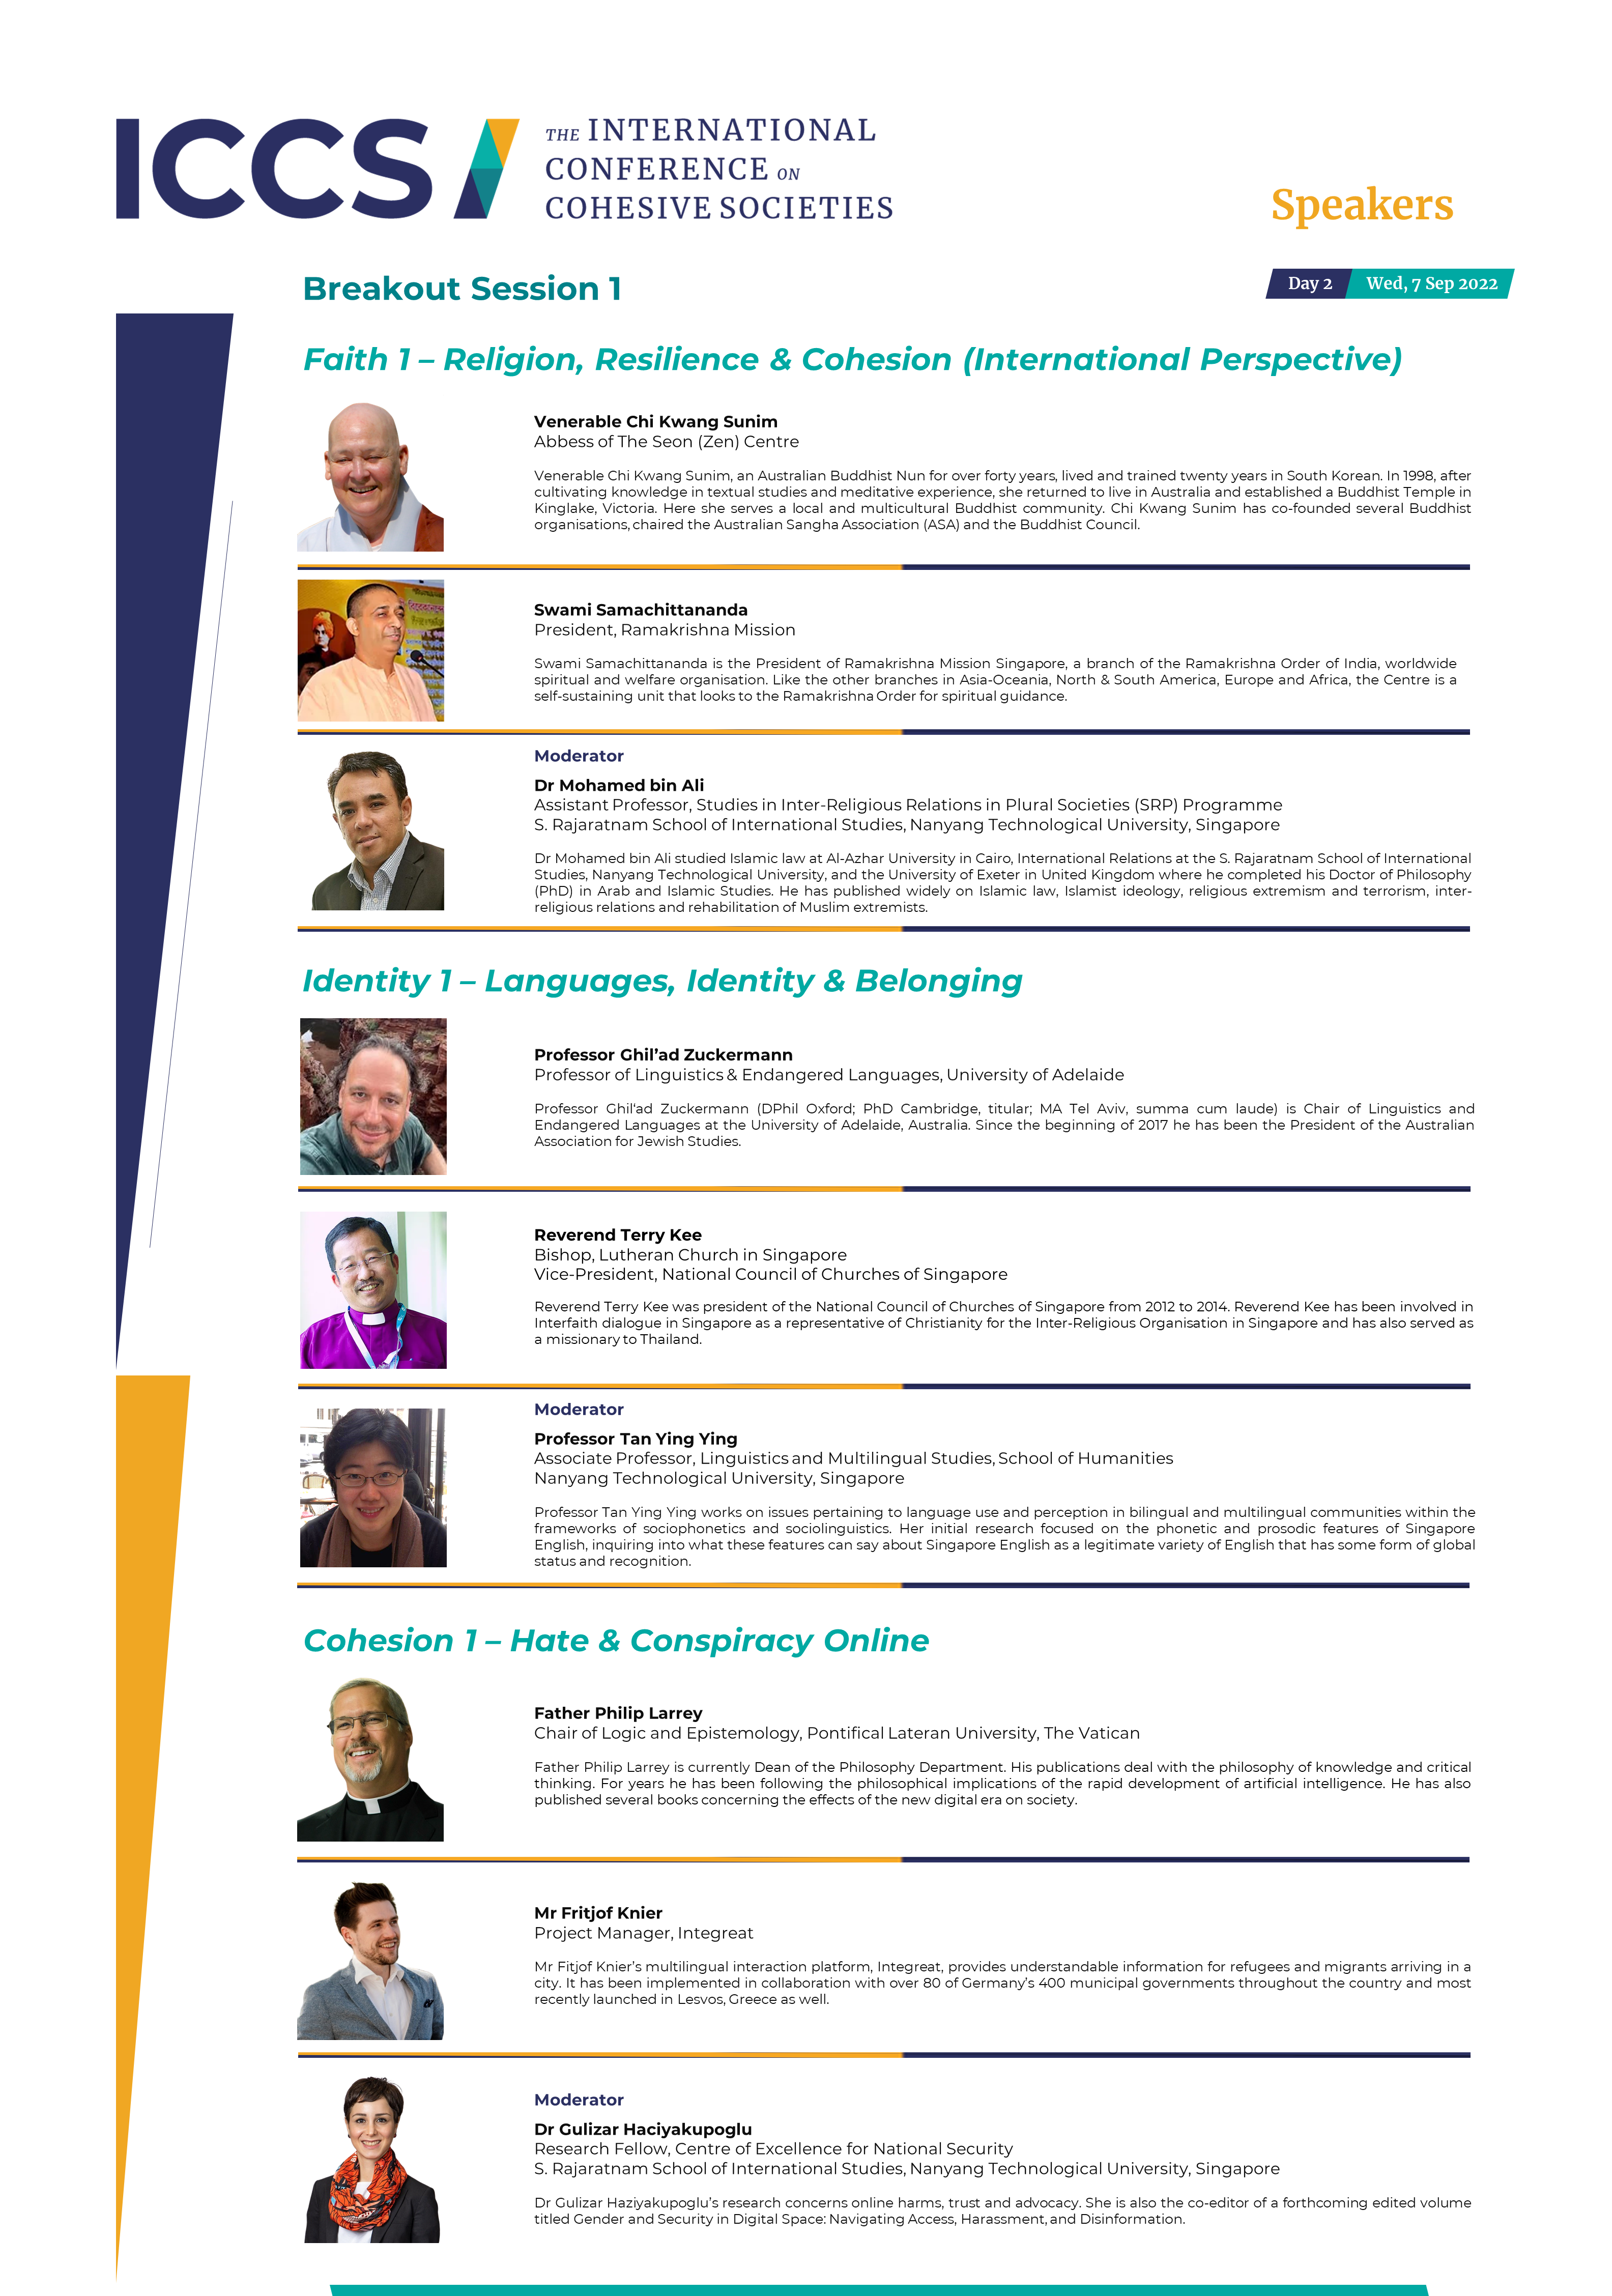 ICCS
THE INTERNATIONAL
CONFERENCE ON
COHESIVE SOCIETIES
Speakers
Breakout Session 1
Day 2 Wed, 7 Sep 2022
Faith 1 – Religion, Resilience & Cohesion (International Perspective)
Venerable Chi Kwang Sunim
Abbess of The Seon (Zen) Centre
Venerable Chi Kwang Sunim, an Australian Buddhist Nun for over forty years, lived and trained twenty years in South Korean. In 1998, after
cultivating knowledge in textual studies and meditative experience, she returned to live in Australia and established a Buddhist Temple in
Kinglake, Victoria. Here she serves a local and multicultural Buddhist community. Chi Kwang Sunim has co-founded several Buddhist
organisations, chaired the Australian Sangha Association (ASA) and the Buddhist Council.
Swami Samachittananda
President, Ramakrishna Mission
Swami Samachittananda is the President of Ramakrishna Mission Singapore, a branch of the Ramakrishna Order of India, worldwide
spiritual and welfare organisation. Like the other branches in Asia-Oceania, North & South America, Europe and Africa, the Centre is a
self-sustaining unit that looks to the Ramakrishna Order for spiritual guidance.
Moderator
Dr Mohamed bin Ali
Assistant Professor, Studies in Inter-Religious Relations in Plural Societies (SRP) Programme
S. Rajaratnam School of International Studies, Nanyang Technological University, Singapore
Dr Mohamed bin Ali studied Islamic law at Al-Azhar University in Cairo, International Relations at the S. Rajaratnam School of International
Studies, Nanyang Technological University, and the University of Exeter in United Kingdom where he completed his Doctor of Philosophy
(PhD) in Arab and Islamic Studies. He has published widely on Islamic law, Islamist ideology, religious extremism and terrorism, inter-
religious relations and rehabilitation of Muslim extremists.
Identity 1 – Languages, Identity & Belonging
Professor Ghil’ad Zuckermann
Professor of Linguistics & Endangered Languages, University of Adelaide
Professor Ghil'ad Zuckermann (DPhil Oxford; PhD Cambridge, titular; MA Tel Aviv, summa cum laude) is Chair of Linguistics and
Endangered Languages at the University of Adelaide, Australia. Since the beginning of 2017 he has been the President of the Australian
Association for Jewish Studies.
Reverend Terry Kee
Bishop, Lutheran Church in Singapore
Vice-President, National Council of Churches of Singapore
Reverend Terry Kee was president of the National Council of Churches of Singapore from 2012 to 2014. Reverend Kee has been involved in
Interfaith dialogue in Singapore as a representative of Christianity for the Inter-Religious Organisation in Singapore and has also served as
a missionary to Thailand.
Moderator
Professor Tan Ying Ying
Associate Professor, Linguistics and Multilingual Studies, School of Humanities
Nanyang Technological University, Singapore
Professor Tan Ying Ying works on issues pertaining to language use and perception in bilingual and multilingual communities within the
frameworks of sociophonetics and sociolinguistics. Her initial research focused on the phonetic and prosodic features of Singapore
English, inquiring into what these features can say about Singapore English as a legitimate variety of English that has some form of global
status and recognition.
Cohesion 1 – Hate & Conspiracy Online
Father Philip Larrey
Chair of Logic and Epistemology, Pontifical Lateran University, The Vatican
Father Philip Larrey is currently Dean of the Philosophy Department. His publications deal with the philosophy of knowledge and critical
thinking. For years he has been following the philosophical implications of the rapid development of artificial intelligence. He has also
published several books concerning the effects of the new digital era on society.
Mr Fritjof Knier
Project Manager, Integreat
Mr Fitjof Knier’s multilingual interaction platform, Integreat, provides understandable information for refugees and migrants arriving in a
city. It has been implemented in collaboration with over 80 of Germany’s 400 municipal governments throughout the country and most
recently launched in Lesvos, Greece as well.
Moderator
Dr Gulizar Haciyakupoglu
Research Fellow, Centre of Excellence for National Security
S. Rajaratnam School of International Studies, Nanyang Technological University, Singapore
Dr Gulizar Haziyakupoglu’s research concerns online harms, trust and advocacy. She is also the co-editor of a forthcoming edited volume
titled Gender and Security in Digital Space: Navigating Access, Harassment, and Disinformation.